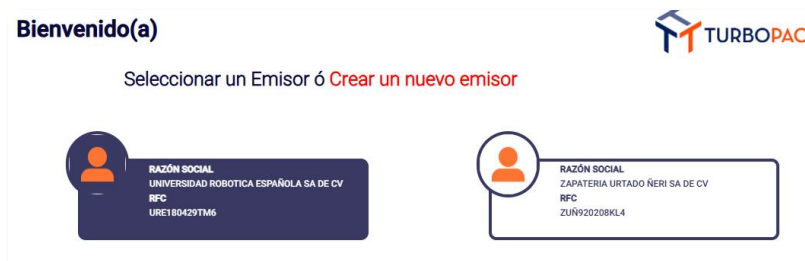 Bienvenido(a)
TURBOPAC
Seleccionar un Emisor ó Crear un nuevo emisor
RAZÓN SOCIAL
UNIVERSIDAD ROBOTICA ESPAÑOLA SA DE CV
RFC
URE180429TM6
RAZÓN SOCIAL
ZAPATERIA URTADO ÑERI SA DE CV
RFC
ZUÑ920208KL4